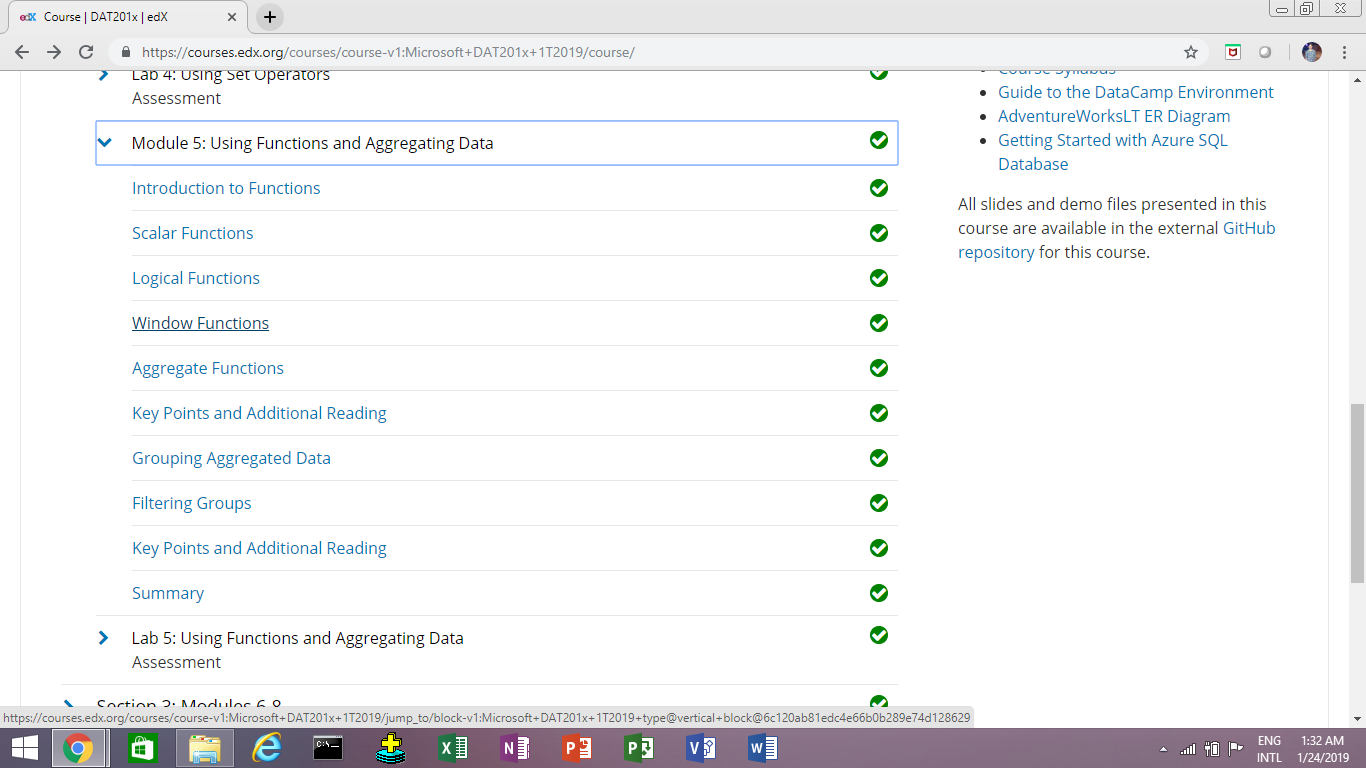 edX Course | DAT201x | edX
https://courses.edx.org/courses/course-v1:Microsoft+DAT201x+1T2019/course/
Lab 4: Using Set Operators
Assessment
Module 5: Using Functions and Aggregating Data
Introduction to Functions
Scalar Functions
Logical Functions
Window Functions
Aggregate Functions
Key Points and Additional Reading
Grouping Aggregated Data
Filtering Groups
Key Points and Additional Reading
Summary
Lab 5: Using Functions and Aggregating Data
Assessment
Section 3: Modules 6-8
Course Syllabus
Guide to the DataCamp Environment
AdventureWorksLT ER Diagram
Getting Started with Azure SQL
Database
All slides and demo files presented in this
course are available in the external GitHub
repository for this course.
https://courses.edx.org/courses/course-v1:Microsoft+DAT201x+1T2019/jump_to/block-v1:Microsoft+DAT201x+1T2019+type@vertical+block@6c120ab81edc4e66b0b289e74d128629
ENG
INTL
1:32 AM
1/24/2019